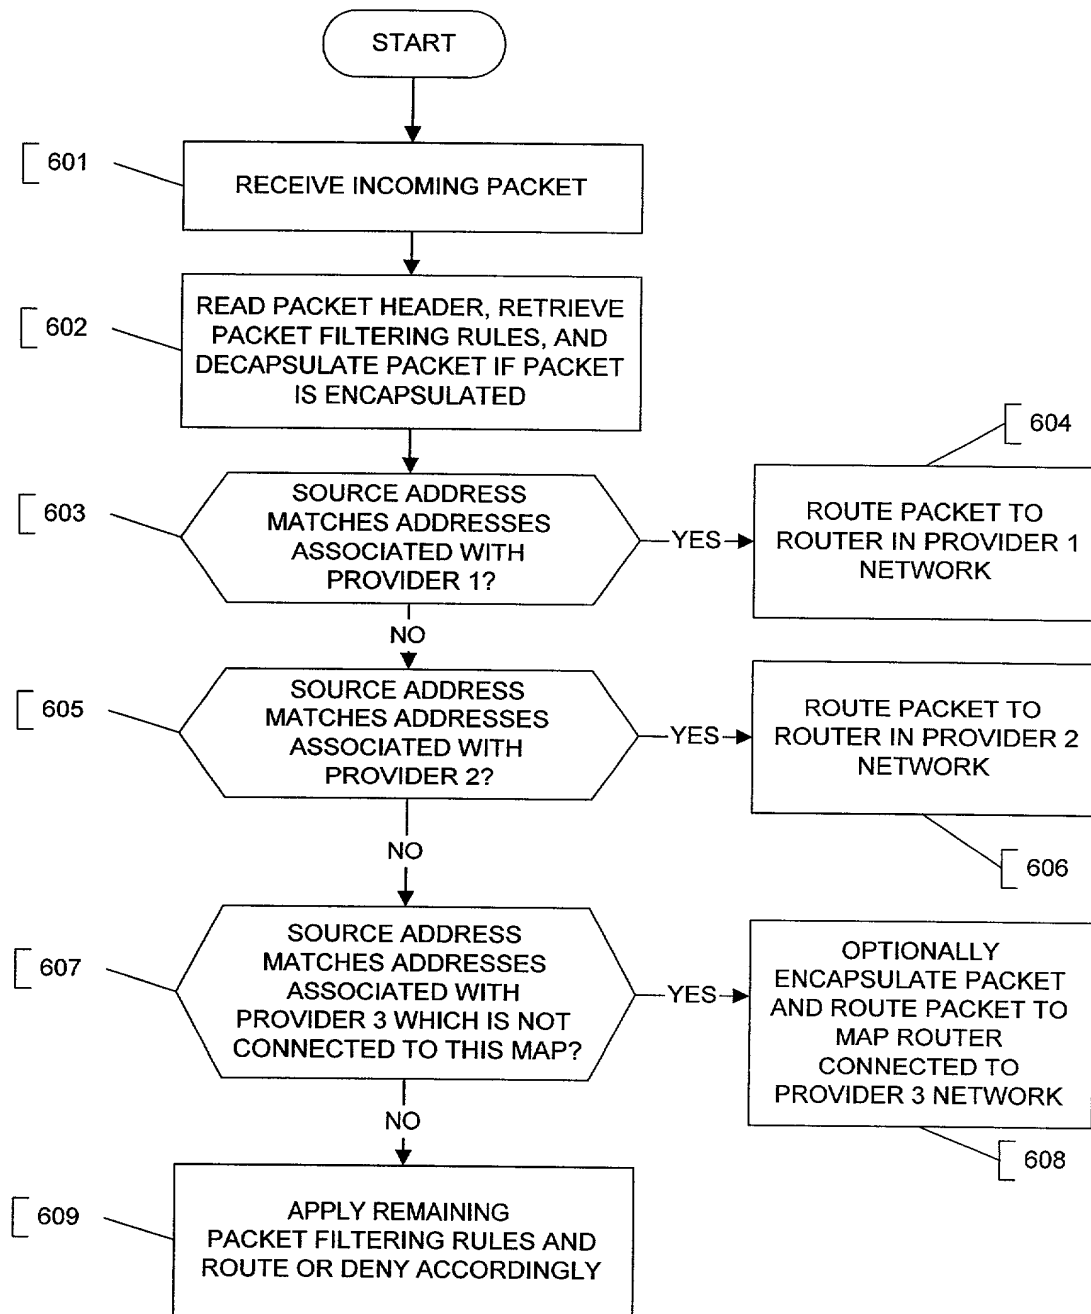 START
601
RECEIVE INCOMING PACKET
602
READ PACKET HEADER, RETRIEVE
PACKET FILTERING RULES, AND
DECAPSULATE PACKET IF PACKET
IS ENCAPSULATED
603
SOURCE ADDRESS
MATCHES ADDRESSES
ASSOCIATED WITH
PROVIDER 1?
YES
604
ROUTE PACKET TO
ROUTER IN PROVIDER 1
NETWORK
NO
605
SOURCE ADDRESS
MATCHES ADDRESSES
ASSOCIATED WITH
PROVIDER 2?
YES
ROUTE PACKET TO
ROUTER IN PROVIDER 2
NETWORK
606
NO
607
SOURCE ADDRESS
MATCHES ADDRESSES
ASSOCIATED WITH
PROVIDER 3 WHICH IS NOT
CONNECTED TO THIS MAP?
YES
OPTIONALLY
ENCAPSULATE PACKET
AND ROUTE PACKET TO
MAP ROUTER
CONNECTED TO
PROVIDER 3 NETWORK
608
NO
609
APPLY REMAINING
PACKET FILTERING RULES AND
ROUTE OR DENY ACCORDINGLY